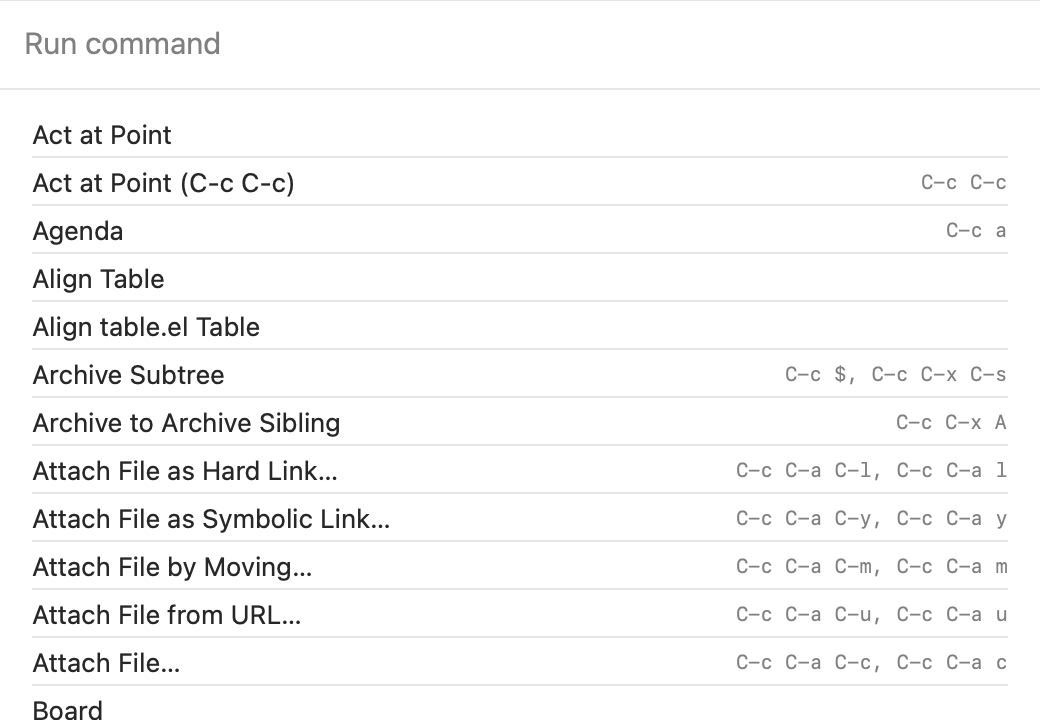 Run command
Act at Point
Act at Point (C-c C-c) C-c C-c
Agenda C-c a
Align Table
Align table.el Table
Archive Subtree C-c $, C-c C-x C-s
Archive to Archive Sibling C-c C-x A
Attach File as Hard Link... C-c C-a C-l, C-c C-a l
Attach File as Symbolic Link... C-c C-a C-y, C-c C-a y
Attach File by Moving... C-c C-a C-m, C-c C-a m
Attach File from URL... C-c C-a C-u, C-c C-a u
Attach File... C-c C-a C-c, C-c C-a c
Board